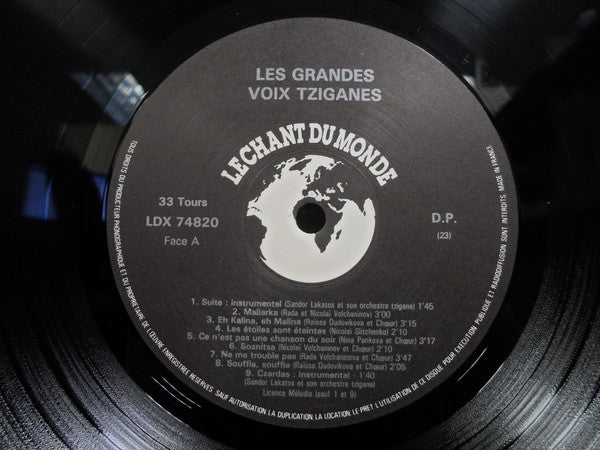 LES GRANDES
VOIX TZIGANES
LE CHANT DU MONDE
33 Tours
LDX 74820
Face A
D.P.
(23)
1. Suite : instrumental (Sandor Lakatos et son orchestre tzigane) 1'45
2. Maliarka (Rada et Nicolai Volchaninov) 3'00
3. Eh Kalina, eh Malina (Raïssa Oudovikova et Chœur) 3'15
4. Les étoiles sont éteintes (Nicolai Slitchenko) 2'10
5. Ce n'est pas une chanson du soir (Nina Pankova et Chœur) 3'17
6. Sosnitsa (Nicolai Volchaninov et Chœur) 2'10
7. Ne me trouble pas (Rada Volchaninova et Chœur) 3'47
8. Souffle, souffle (Raïssa Oudovikova et Chœur) 2'05
9. Czardas : instrumental - 1'40
(Sandor Lakatos et son orchestre tzigane)
Licence Mélodia (sauf 1 et 9)
TOUS DROITS DU PRODUCTEUR PHONOGRAPHIQUE ET DU PROPRIETAIRE DE L'ŒUVRE ENREGISTREE RESERVES SAUF AUTORISATION LA DUPLICATION LA LOCATION LE PRET L'UTILISATION DE CE DISQUE POUR EXECUTION PUBLIQUE ET RADIODIFFUSION SONT INTERDITS MADE IN FRANCE